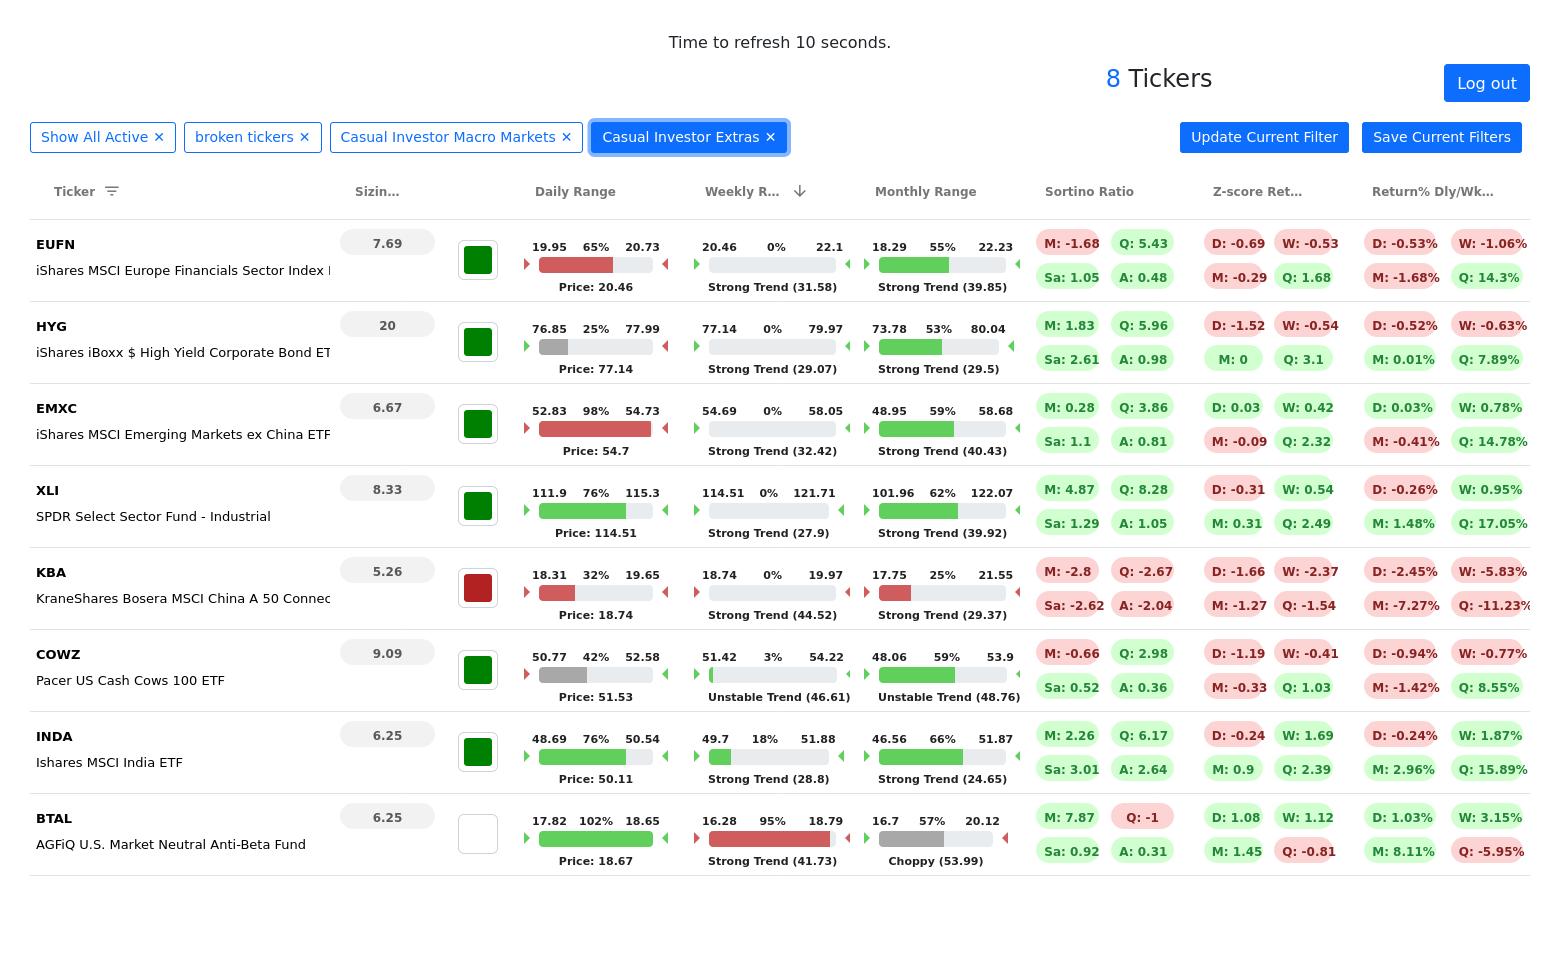 Time to refresh 10 seconds.
8 Tickers
Log out
Show All Active ✕ broken tickers ✕ Casual Investor Macro Markets ✕ Casual Investor Extras ✕ Update Current Filter Save Current Filters
Ticker Sizin... Daily Range Weekly R... Monthly Range Sortino Ratio Z-score Ret... Return% Dly/Wk...
EUFN 7.69 19.95 65% 20.73 20.46 0% 22.1 18.29 55% 22.23 M: -1.68 Q: 5.43 D: -0.69 W: -0.53 D: -0.53% W: -1.06%
iShares MSCI Europe Financials Sector Index Sa: 1.05 A: 0.48 M: -0.29 Q: 1.68 M: -1.68% Q: 14.3%
Price: 20.46 Strong Trend (31.58) Strong Trend (39.85)
HYG 20 76.85 25% 77.99 77.14 0% 79.97 73.78 53% 80.04 M: 1.83 Q: 5.96 D: -1.52 W: -0.54 D: -0.52% W: -0.63%
iShares iBoxx $ High Yield Corporate Bond ET Sa: 2.61 A: 0.98 M: 0 Q: 3.1 M: 0.01% Q: 7.89%
Price: 77.14 Strong Trend (29.07) Strong Trend (29.5)
EMXC 6.67 52.83 98% 54.73 54.69 0% 58.05 48.95 59% 58.68 M: 0.28 Q: 3.86 D: 0.03 W: 0.42 D: 0.03% W: 0.78%
iShares MSCI Emerging Markets ex China ETF Sa: 1.1 A: 0.81 M: -0.09 Q: 2.32 M: -0.41% Q: 14.78%
Price: 54.7 Strong Trend (32.42) Strong Trend (40.43)
XLI 8.33 111.9 76% 115.3 114.51 0% 121.71 101.96 62% 122.07 M: 4.87 Q: 8.28 D: -0.31 W: 0.54 D: -0.26% W: 0.95%
SPDR Select Sector Fund - Industrial Sa: 1.29 A: 1.05 M: 0.31 Q: 2.49 M: 1.48% Q: 17.05%
Price: 114.51 Strong Trend (27.9) Strong Trend (39.92)
KBA 5.26 18.31 32% 19.65 18.74 0% 19.97 17.75 25% 21.55 M: -2.8 Q: -2.67 D: -1.66 W: -2.37 D: -2.45% W: -5.83%
KraneShares Bosera MSCI China A 50 Connec Sa: -2.62 A: -2.04 M: -1.27 Q: -1.54 M: -7.27% Q: -11.23%
Price: 18.74 Strong Trend (44.52) Strong Trend (29.37)
COWZ 9.09 50.77 42% 52.58 51.42 3% 54.22 48.06 59% 53.9 M: -0.66 Q: 2.98 D: -1.19 W: -0.41 D: -0.94% W: -0.77%
Pacer US Cash Cows 100 ETF Sa: 0.52 A: 0.36 M: -0.33 Q: 1.03 M: -1.42% Q: 8.55%
Price: 51.53 Unstable Trend (46.61) Unstable Trend (48.76)
INDA 6.25 48.69 76% 50.54 49.7 18% 51.88 46.56 66% 51.87 M: 2.26 Q: 6.17 D: -0.24 W: 1.69 D: -0.24% W: 1.87%
Ishares MSCI India ETF Sa: 3.01 A: 2.64 M: 0.9 Q: 2.39 M: 2.96% Q: 15.89%
Price: 50.11 Strong Trend (28.8) Strong Trend (24.65)
BTAL 6.25 17.82 102% 18.65 16.28 95% 18.79 16.7 57% 20.12 M: 7.87 Q: -1 D: 1.08 W: 1.12 D: 1.03% W: 3.15%
AGFiQ U.S. Market Neutral Anti-Beta Fund Sa: 0.92 A: 0.31 M: 1.45 Q: -0.81 M: 8.11% Q: -5.95%
Price: 18.67 Strong Trend (41.73) Choppy (53.99)